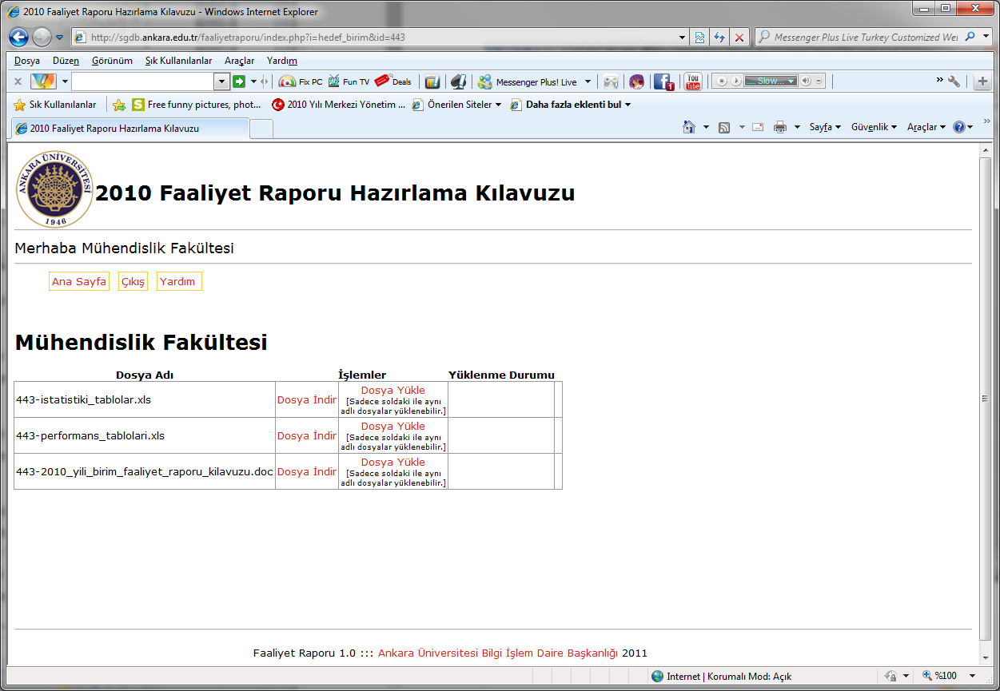 2010 Faaliyet Raporu Hazırlama Kılavuzu - Windows Internet Explorer
http://sgdb.ankara.edu.tr/faaliyetraporu/index.php?i=hedef_birim&id=443
Messenger Plus Live Turkey Customized Wel
Dosya Düzen Görünüm Sık Kullanılanlar Araçlar Yardım
Fix PC Fun TV Deals Messenger Plus! Live 1 You Tube Slow... »
Sık Kullanılanlar Free funny pictures, phot... 2010 Yılı Merkezi Yönetim ... Önerilen Siteler Daha fazla eklenti bul
2010 Faaliyet Raporu Hazırlama Kılavuzu Sayfa Güvenlik Araçlar »
ANKARA ÜNİVERSİTESİ
1946
2010 Faaliyet Raporu Hazırlama Kılavuzu
Merhaba Mühendislik Fakültesi
Ana Sayfa Çıkış Yardım
Mühendislik Fakültesi
Dosya Adı İşlemler Yüklenme Durumu
443-istatistiki_tablolar.xls Dosya İndir Dosya Yükle
[Sadece soldaki ile aynı
adlı dosyalar yüklenebilir.]
443-performans_tablolari.xls Dosya İndir Dosya Yükle
[Sadece soldaki ile aynı
adlı dosyalar yüklenebilir.]
443-2010_yili_birim_faaliyet_raporu_kilavuzu.doc Dosya İndir Dosya Yükle
[Sadece soldaki ile aynı
adlı dosyalar yüklenebilir.]
Faaliyet Raporu 1.0 ::: Ankara Üniversitesi Bilgi İşlem Daire Başkanlığı 2011
Internet | Korumalı Mod: Açık %100